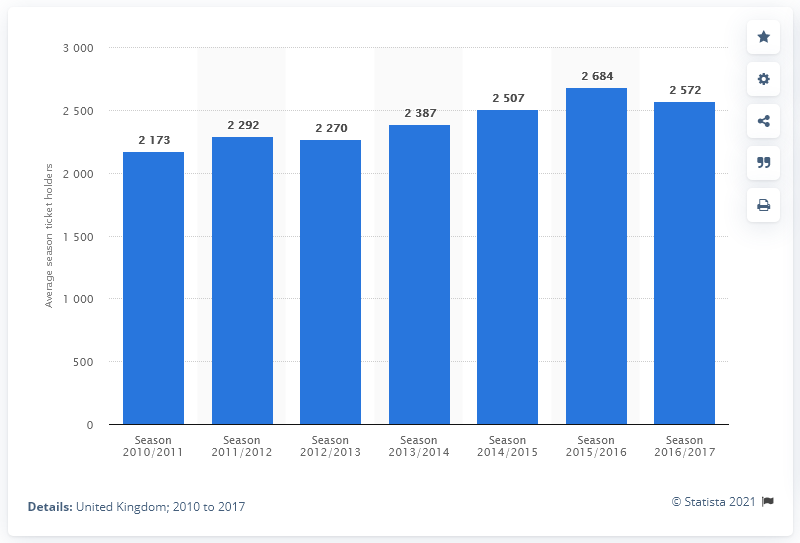 3 000
2 500
2 000
1 500
1 000
500
0
Average season ticket holders
2 173
2 292
2 270
2 387
2 507
2 684
2 572
Season
2010/2011
Season
2011/2012
Season
2012/2013
Season
2013/2014
Season
2014/2015
Season
2015/2016
Season
2016/2017
Details: United Kingdom; 2010 to 2017
© Statista 2021